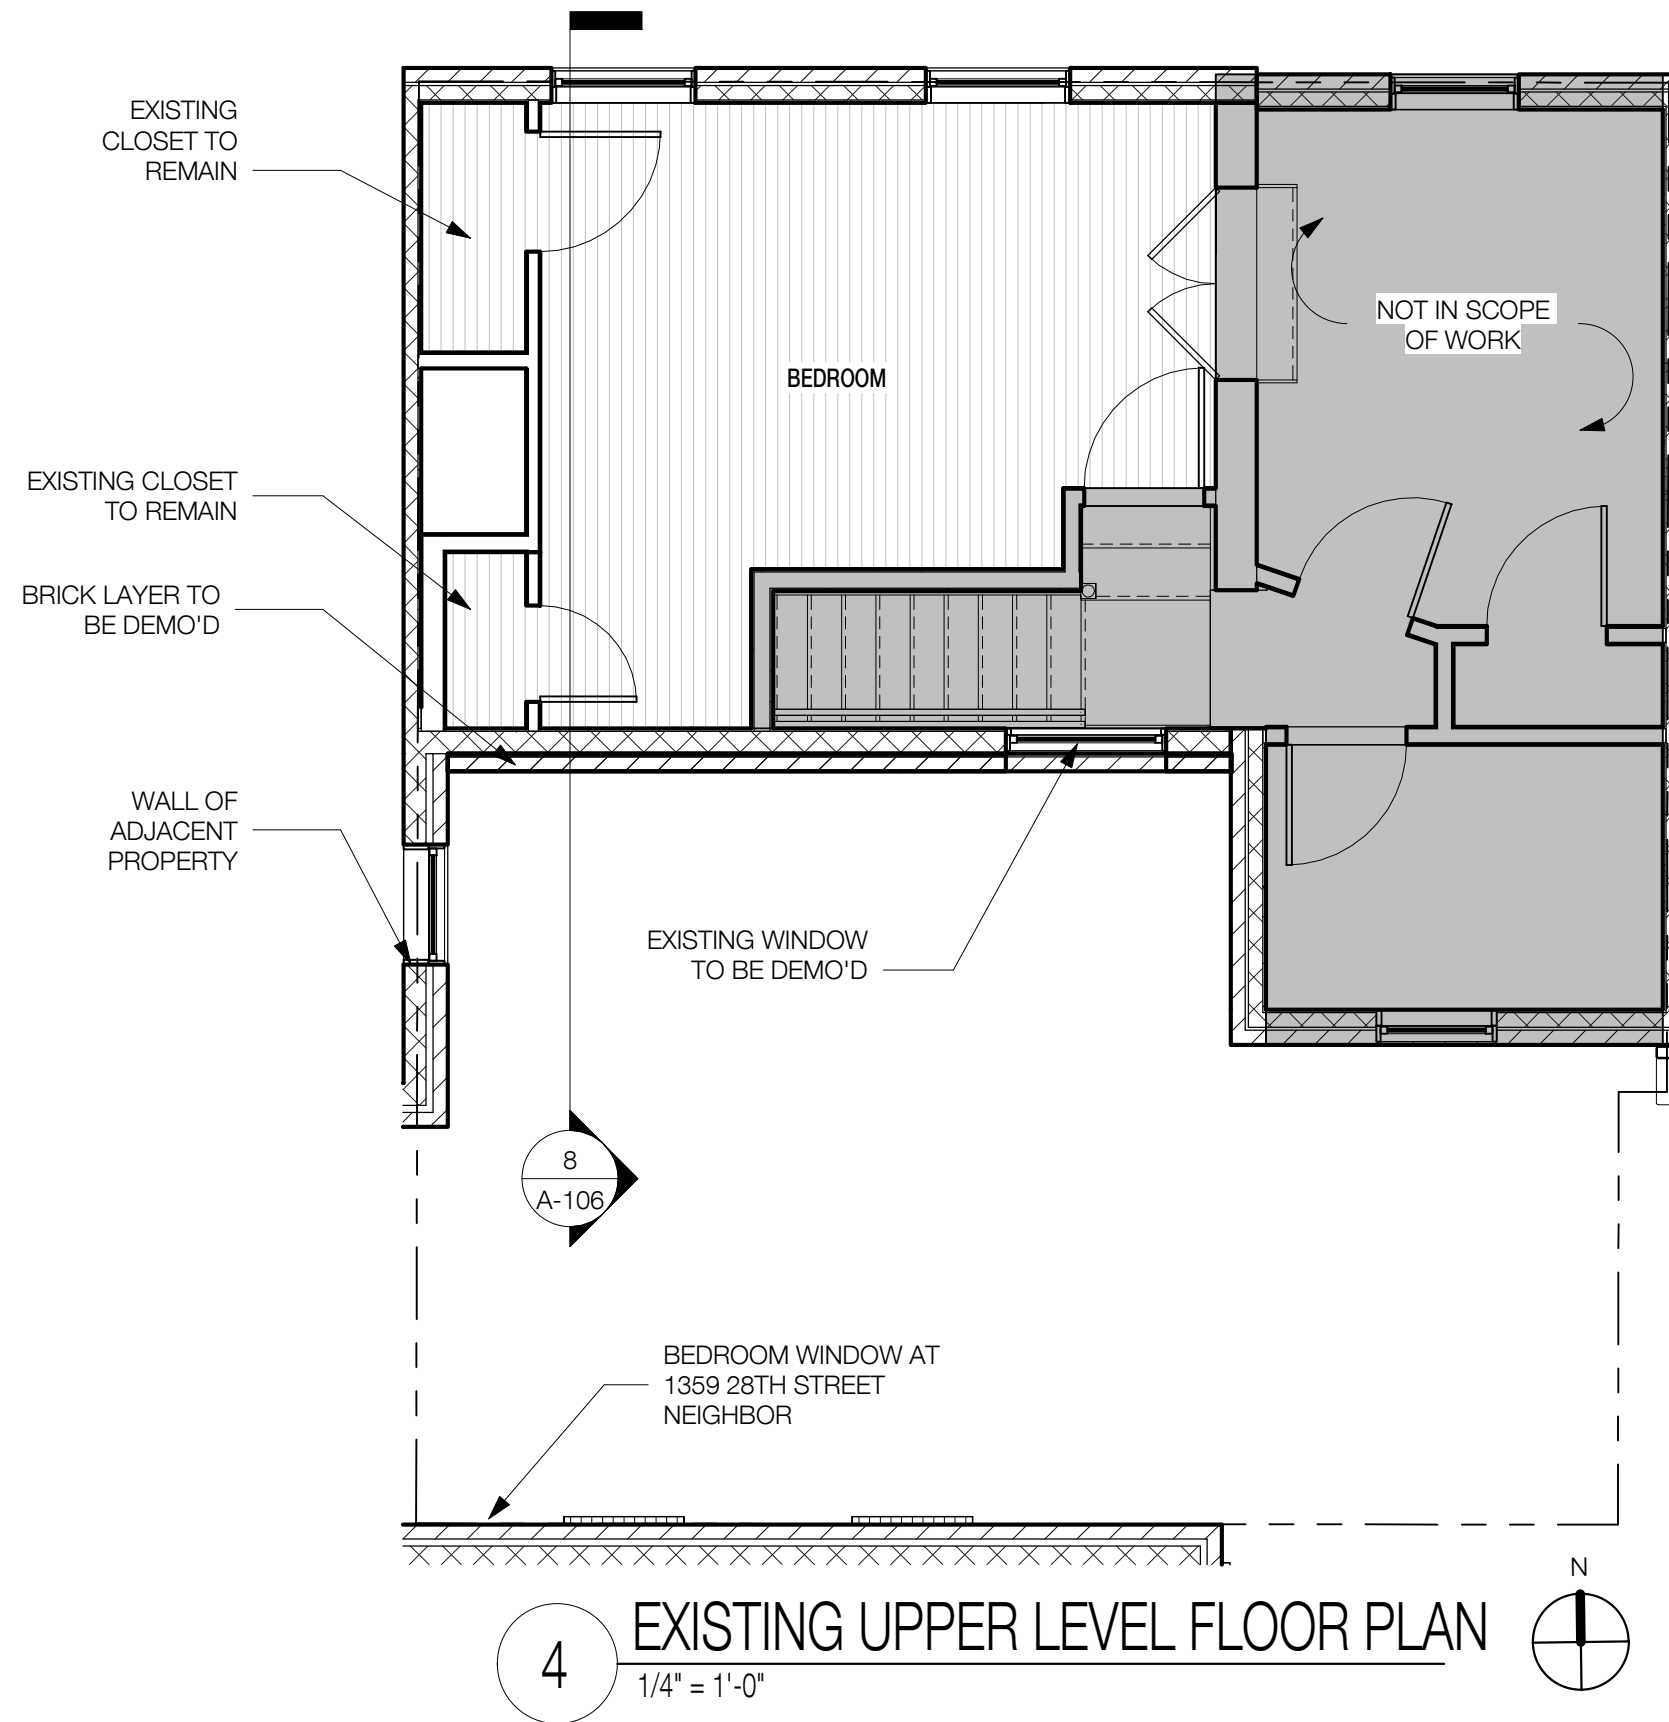 EXISTING
CLOSET TO
REMAIN
NOT IN SCOPE
OF WORK
BEDROOM
EXISTING CLOSET
TO REMAIN
BRICK LAYER TO
BE DEMO'D
WALL OF
ADJACENT
PROPERTY
EXISTING WINDOW
TO BE DEMO'D
8
A-106
BEDROOM WINDOW AT
1359 28TH STREET
NEIGHBOR
N
4
EXISTING UPPER LEVEL FLOOR PLAN
1/4" = 1'-0"